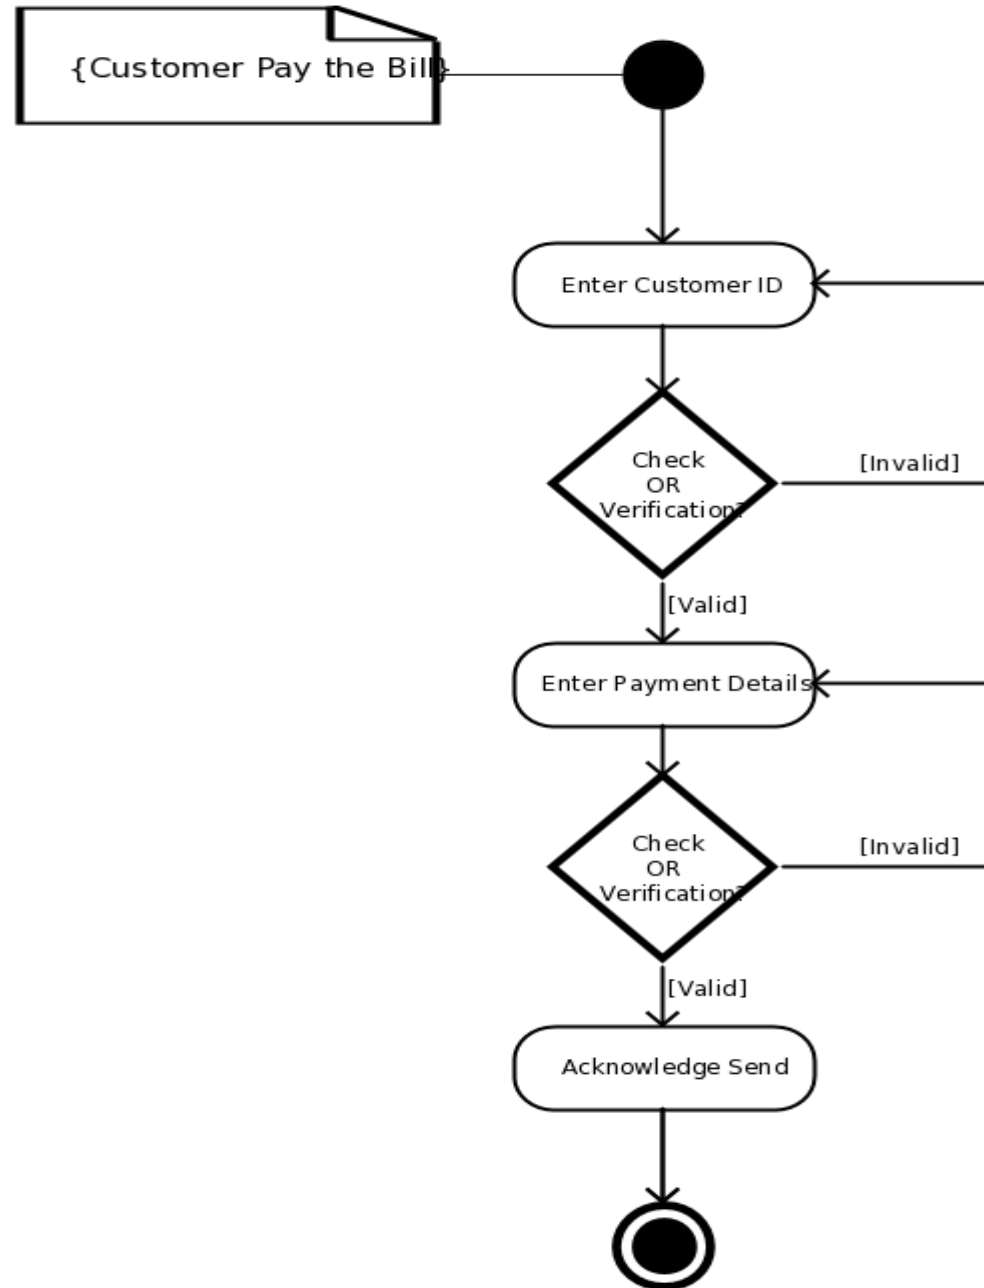 {Customer Pay the Bill}
Enter Customer ID
Check
OR
Verification?
[Invalid]
[Valid]
Enter Payment Details
Check
OR
Verification?
[Invalid]
[Valid]
Acknowledge Send